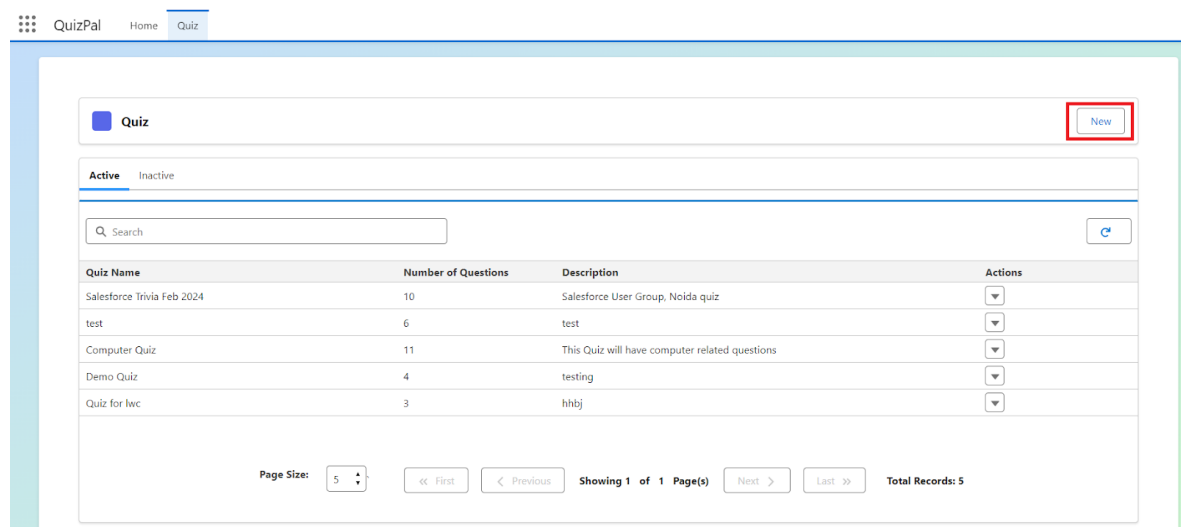 QuizPal Home Quiz
Quiz New
Active Inactive
Search
Quiz Name Number of Questions Description Actions
Salesforce Trivia Feb 2024 10 Salesforce User Group, Noida quiz
test 6 test
Computer Quiz 11 This Quiz will have computer related questions
Demo Quiz 4 testing
Quiz for lwc 3 hhbj
Page Size: 5 « First < Previous Showing 1 of 1 Page(s) Next > Last » Total Records: 5